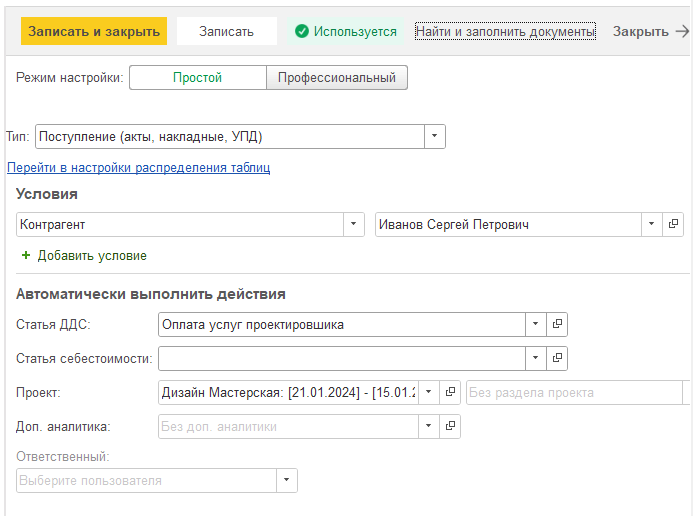 Записать и закрыть Записать Используется Найти и заполнить документы Закрыть
Режим настройки: Простой Профессиональный
Тип: Поступление (акты, накладные, УПД)
Перейти в настройки распределения таблиц
Условия
Контрагент Иванов Сергей Петрович
+ Добавить условие
Автоматически выполнить действия
Статья ДДС: Оплата услуг проектировшика
Статья себестоимости:
Проект: Дизайн Мастерская: [21.01.2024] - [15.01.2 Без раздела проекта
Доп. аналитика: Без доп. аналитики
Ответственный:
Выберите пользователя